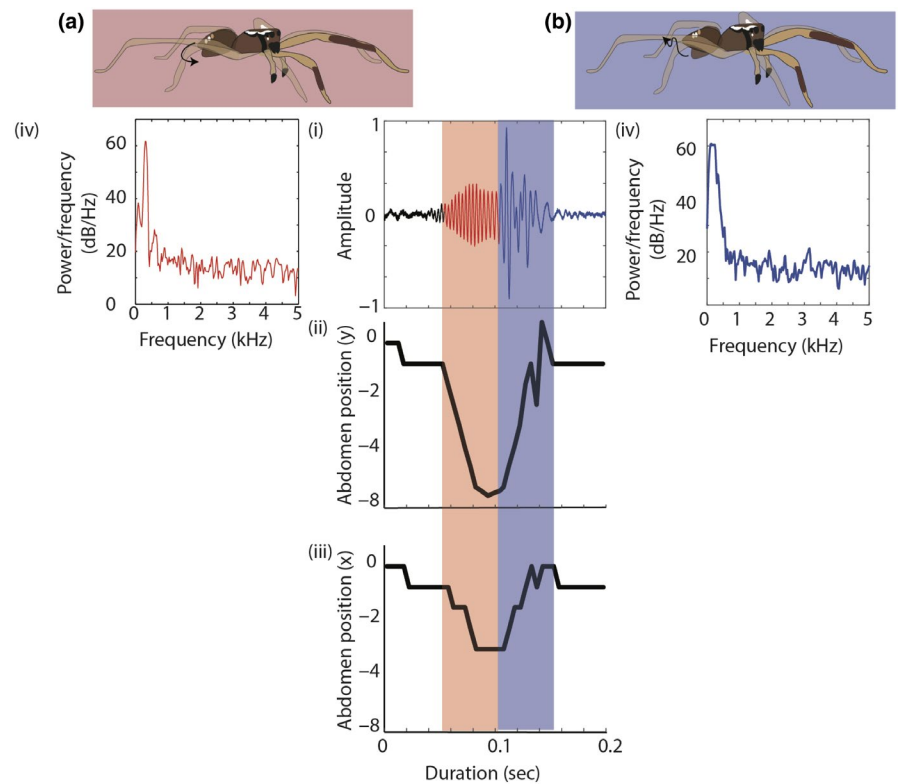 (a)
(b)
(iv)
(i)
(iv)
Power/frequency
(dB/Hz)
60
40
20
0
0 1 2 3 4 5
Frequency (kHz)
Amplitude
1
0
−1
Power/frequency
(dB/Hz)
60
40
20
0 1 2 3 4 5
Frequency (kHz)
(ii)
Abdomen position (y)
0
−2
−4
−8
(iii)
Abdomen position (x)
0
−2
−4
−8
0 0.1 0.2
Duration (sec)